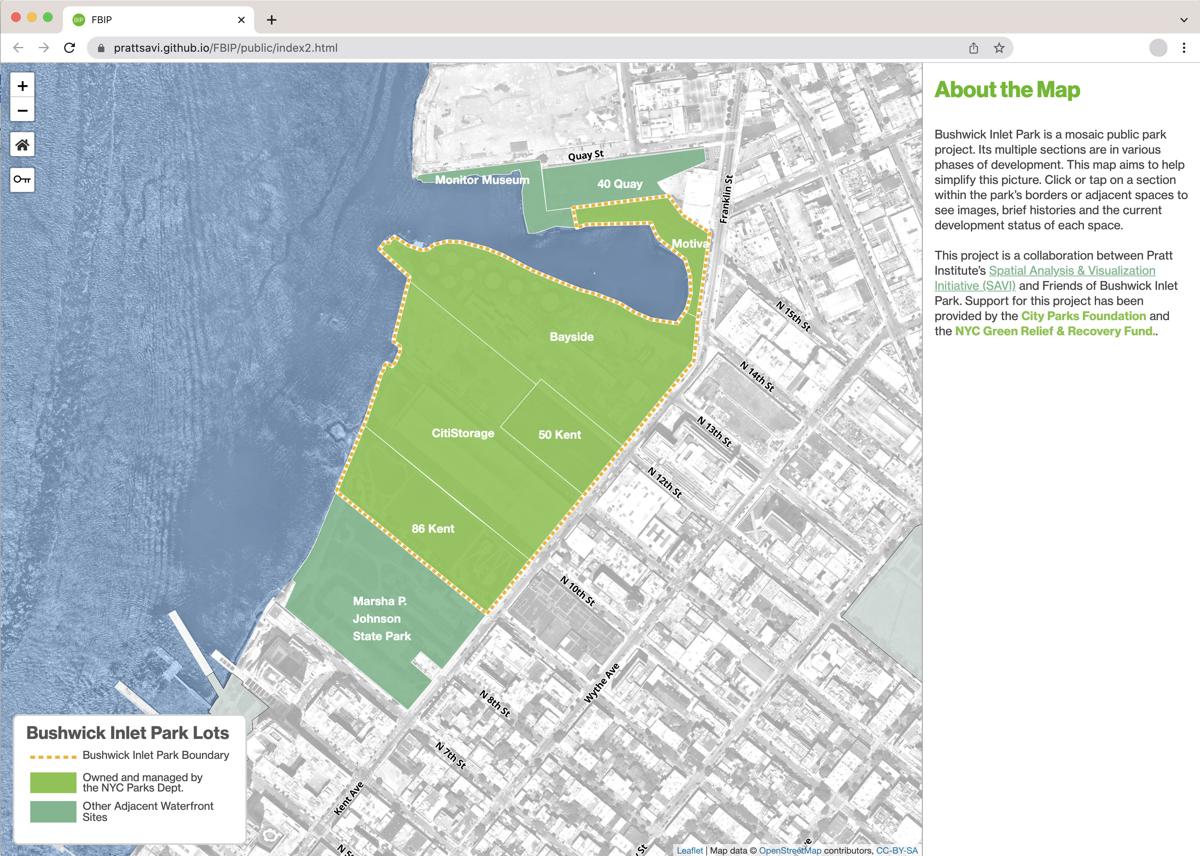 FBIP
prattsavi.github.io/FBIP/public/index2.html
About the Map
Bushwick Inlet Park is a mosaic public park
project. Its multiple sections are in various
phases of development. This map aims to help
simplify this picture. Click or tap on a section
within the park's borders or adjacent spaces to
see images, brief histories and the current
development status of each space.
This project is a collaboration between Pratt
Institute's Spatial Analysis & Visualization
Initiative (SAVI) and Friends of Bushwick Inlet
Park. Support for this project has been
provided by the City Parks Foundation and
the NYC Green Relief & Recovery Fund..
Quay St
Monitor Museum
40 Quay
Franklin St
Motiva
N 15th St
Bayside
N 14th St
CitiStorage
50 Kent
N 13th St
N 12th St
86 Kent
N 10th St
Marsha P.
Johnson
State Park
Wythe Ave
N 8th St
N 7th St
Kent Ave
Bushwick Inlet Park Lots
Bushwick Inlet Park Boundary
Owned and managed by
the NYC Parks Dept.
Other Adjacent Waterfront
Sites
Leaflet | Map data © OpenStreetMap contributors, CC-BY-SA